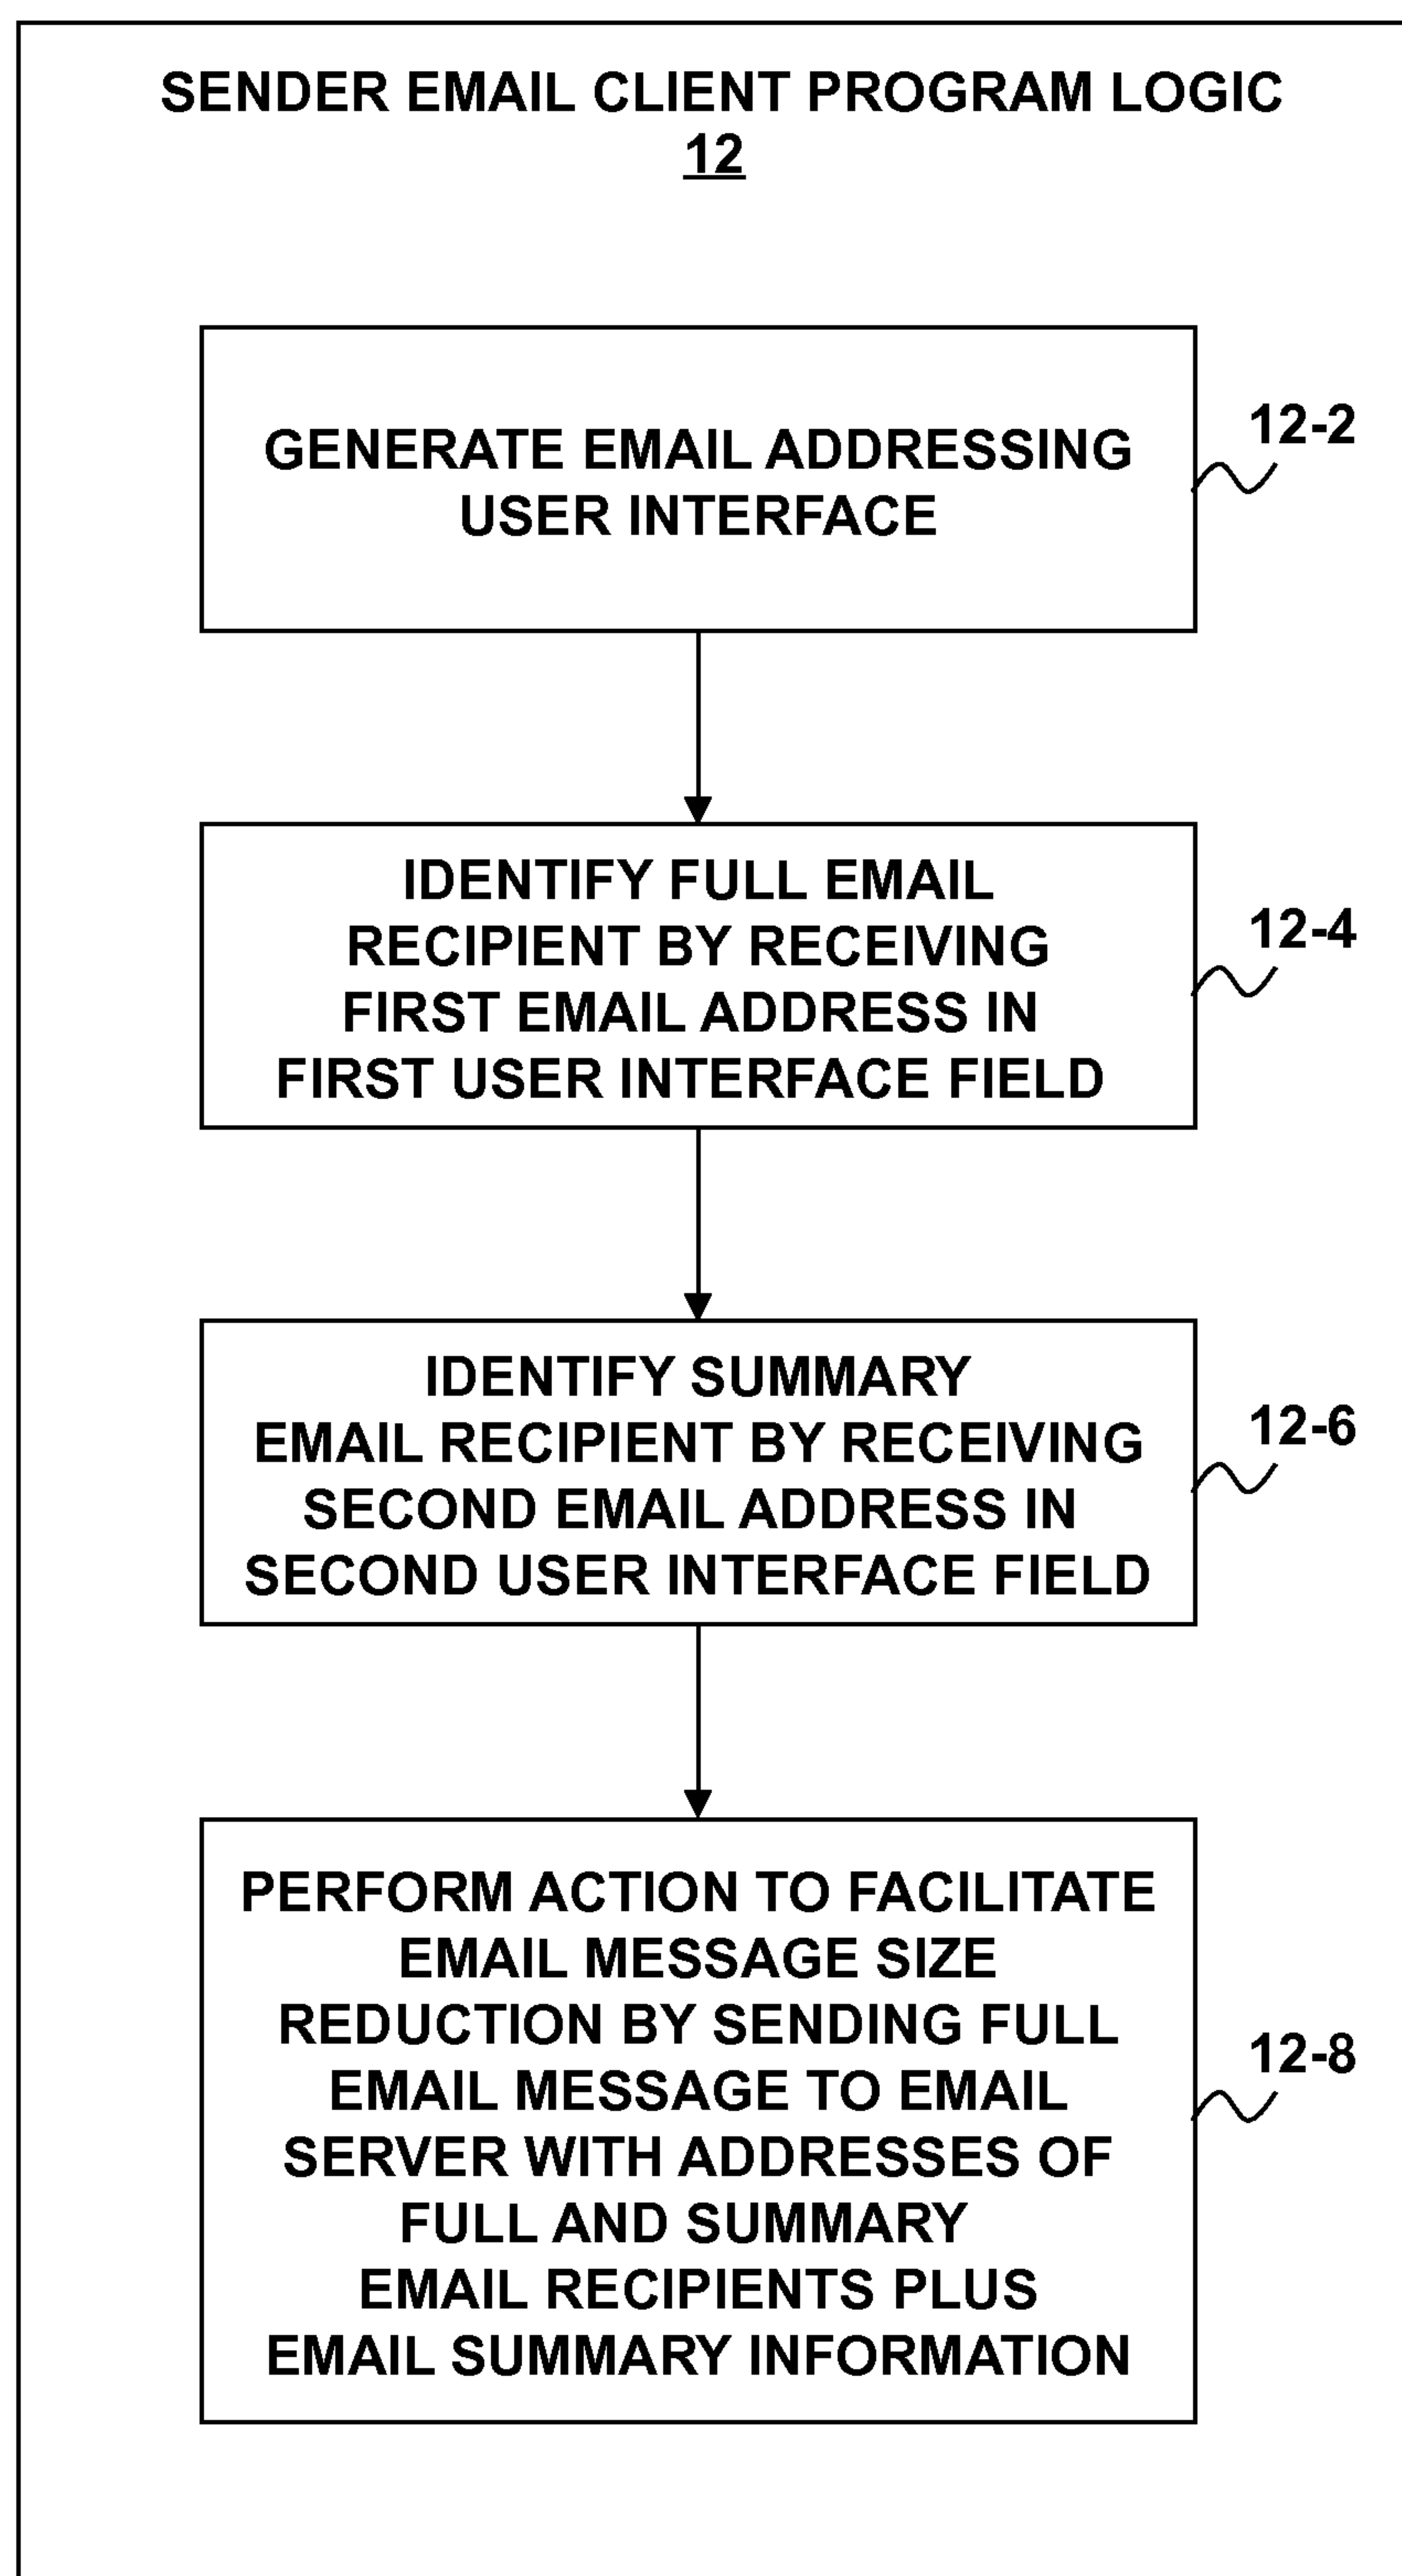 SENDER EMAIL CLIENT PROGRAM LOGIC
12
GENERATE EMAIL ADDRESSING
USER INTERFACE
12-2
IDENTIFY FULL EMAIL
RECIPIENT BY RECEIVING
FIRST EMAIL ADDRESS IN
FIRST USER INTERFACE FIELD
12-4
IDENTIFY SUMMARY
EMAIL RECIPIENT BY RECEIVING
SECOND EMAIL ADDRESS IN
SECOND USER INTERFACE FIELD
12-6
PERFORM ACTION TO FACILITATE
EMAIL MESSAGE SIZE
REDUCTION BY SENDING FULL
EMAIL MESSAGE TO EMAIL
SERVER WITH ADDRESSES OF
FULL AND SUMMARY
EMAIL RECIPIENTS PLUS
EMAIL SUMMARY INFORMATION
12-8